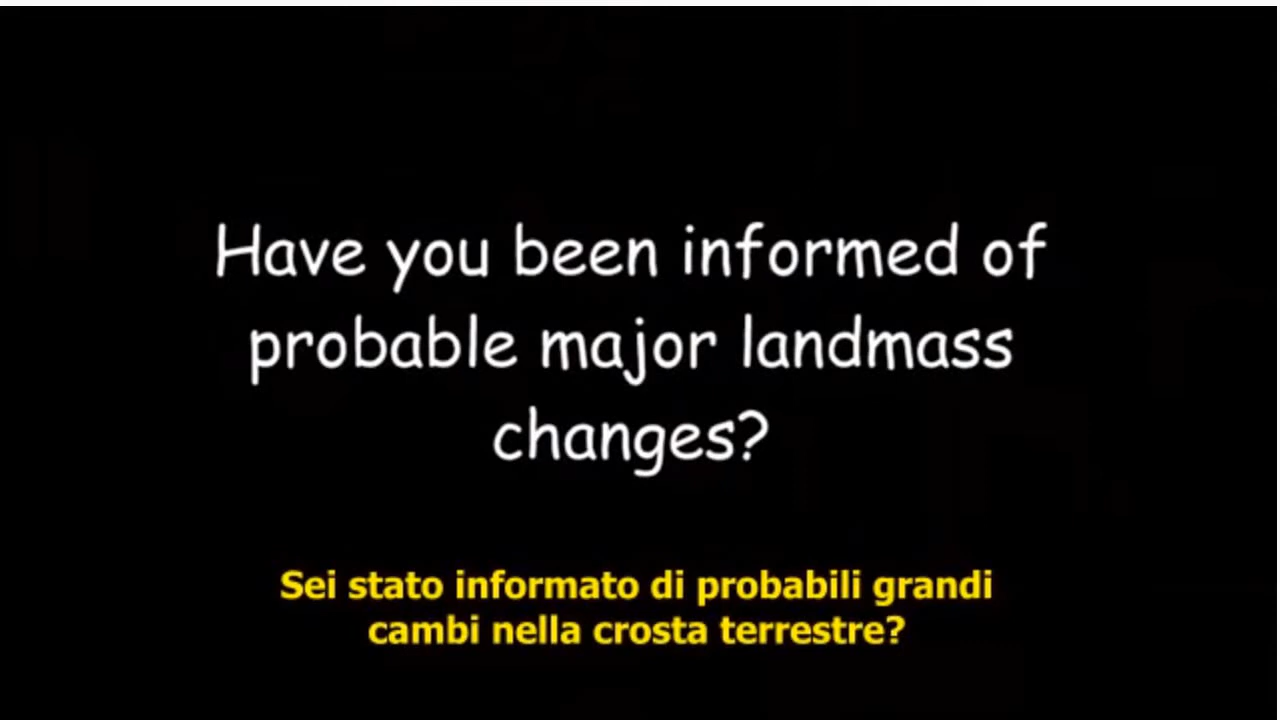 Have you been informed of
probable major landmass
changes?
Sei stato informato di probabili grandi
cambi nella crosta terrestre?